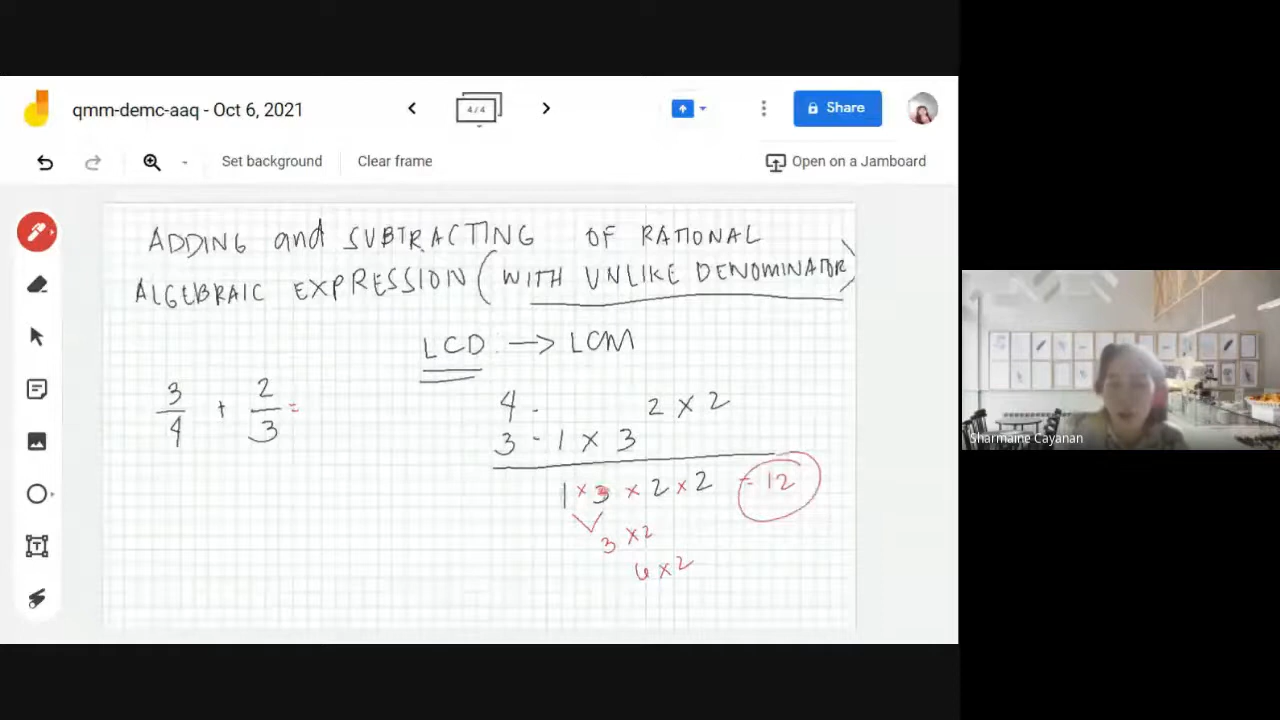 qmm-demc-aaq - Oct 6, 2021
4/4
Share
Set background
Clear frame
Open on a Jamboard
ADDING and SUBTRACTING OF RATIONAL
ALGEBRAIC EXPRESSION (WITH UNLIKE DENOMINATOR)
LCD → LCM
3/4 + 2/3 =
4 - 2 × 2
3 - 1 × 3
1 × 3 × 2 × 2 = 12
3 × 2
6 × 2
Sharmaine Cayanan